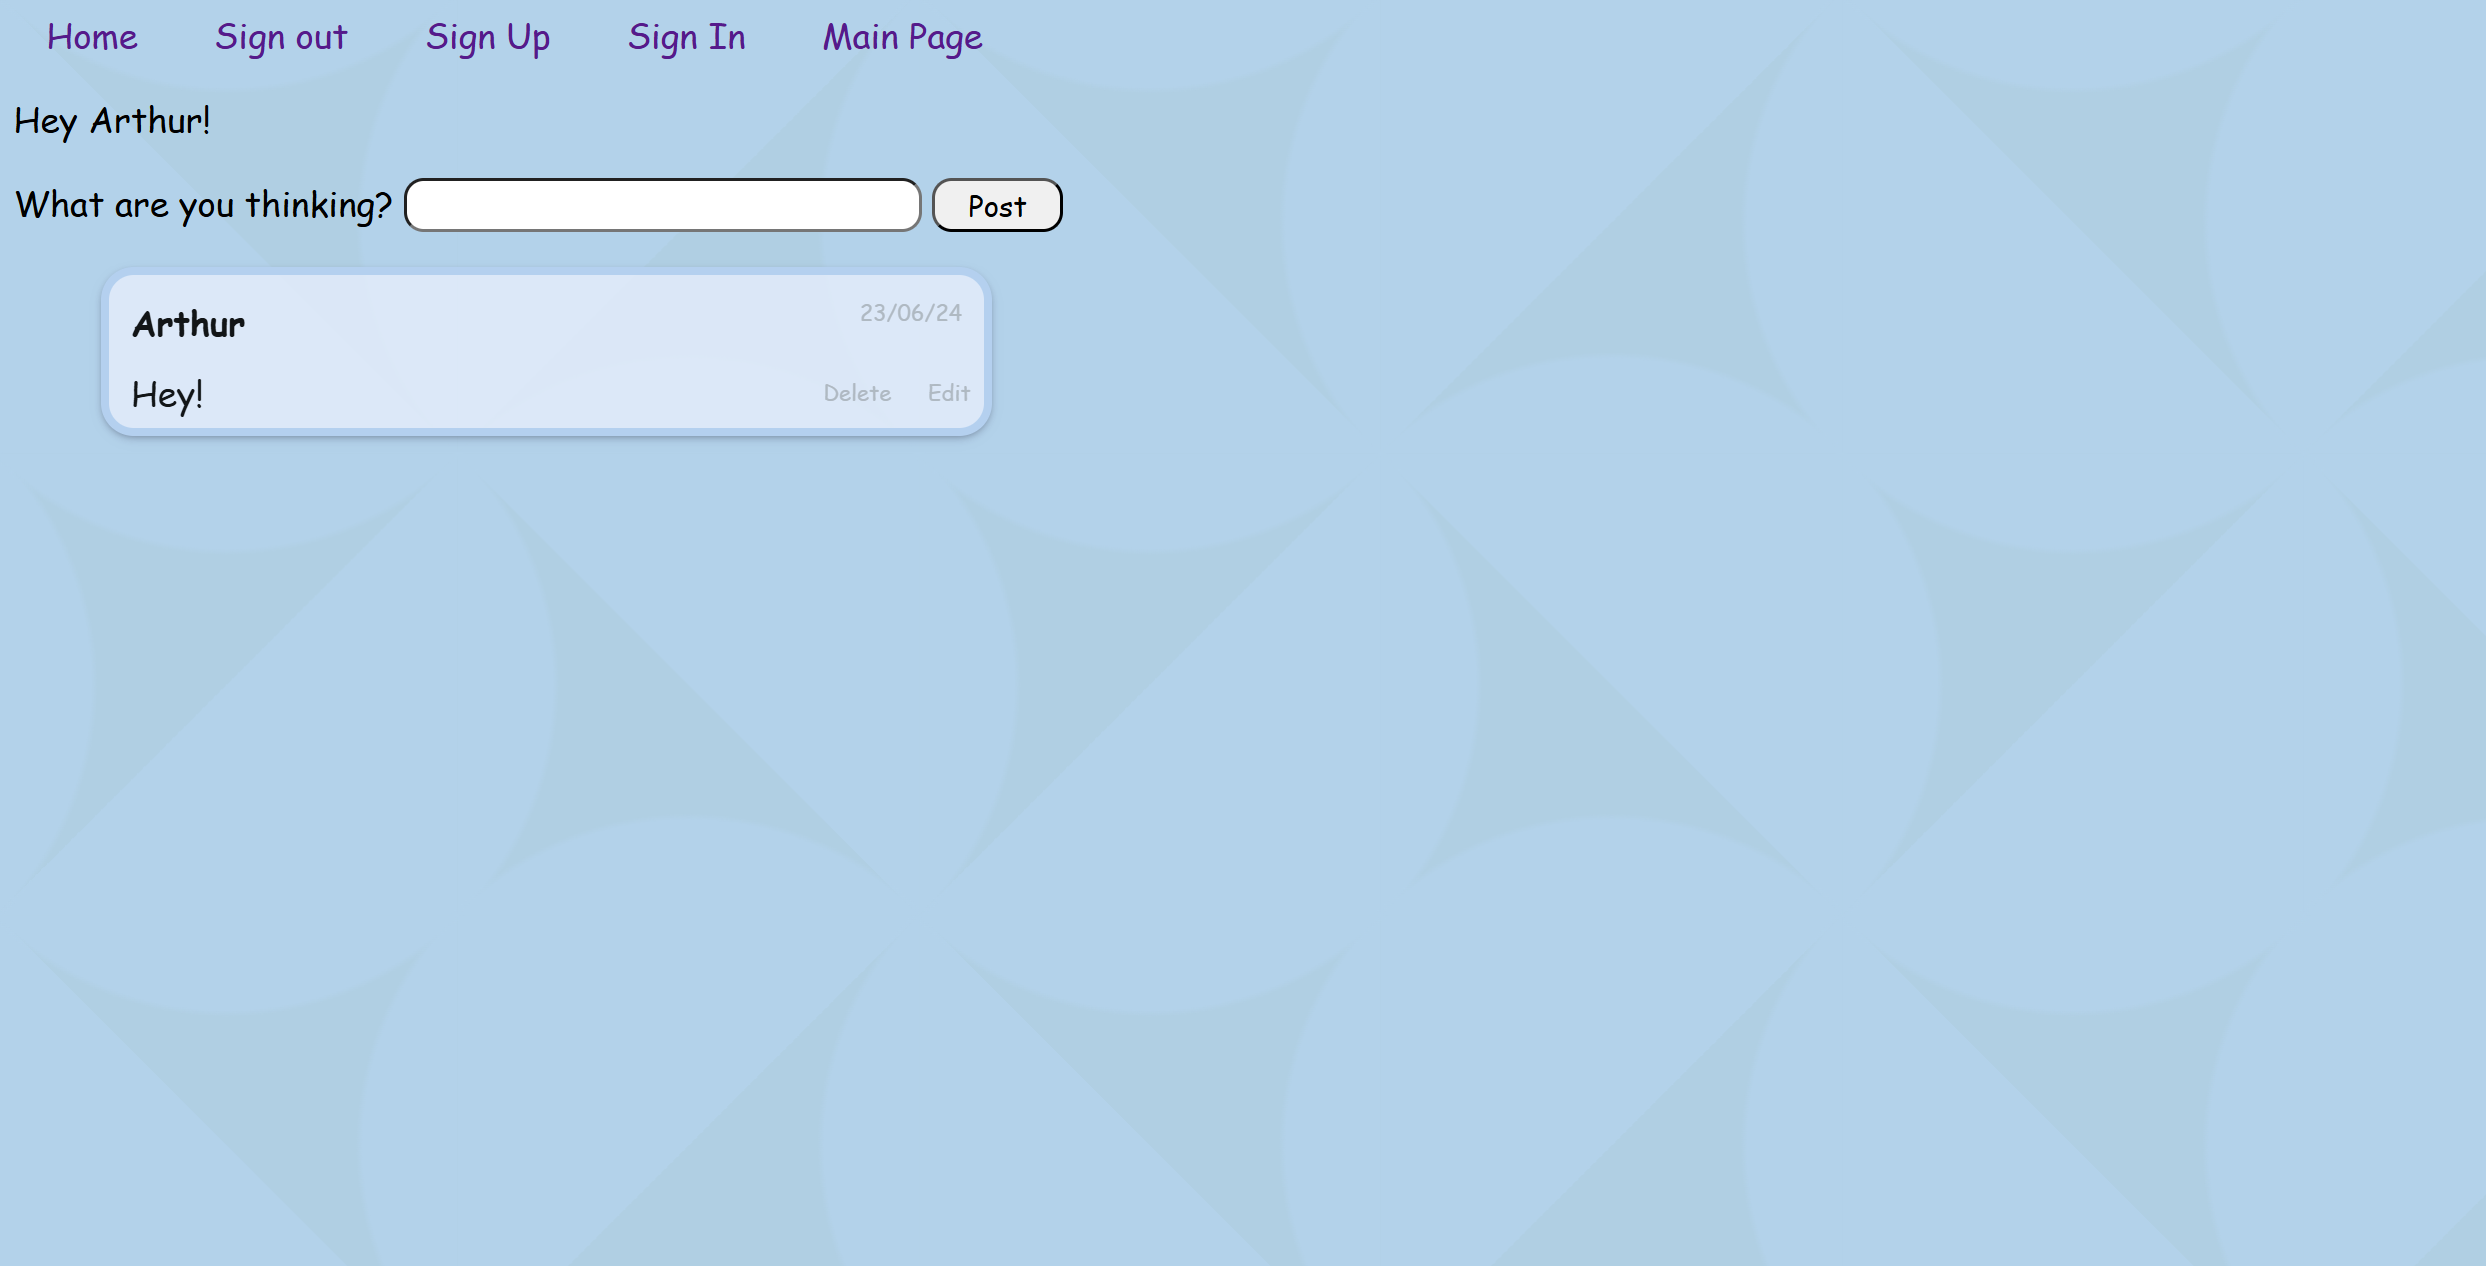 Home Sign out Sign Up Sign In Main Page
Hey Arthur!
What are you thinking? Post
Arthur 23/06/24
Hey! Delete Edit